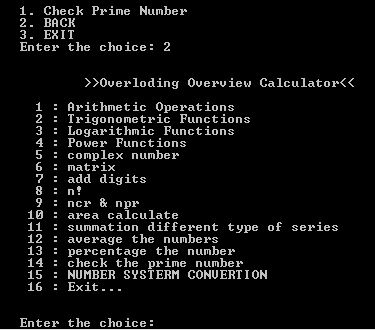 1. Check Prime Number
2. BACK
3. EXIT
Enter the choice: 2
>>Overloding Overview Calculator<<
1 : Arithmetic Operations
2 : Trigonometric Functions
3 : Logarithmic Functions
4 : Power Functions
5 : complex number
6 : matrix
7 : add digits
8 : n!
9 : ncr & npr
10 : area calculate
11 : summation different type of series
12 : average the numbers
13 : percentage the number
14 : check the prime number
15 : NUMBER SYSTERM CONVERTION
16 : Exit...
Enter the choice: